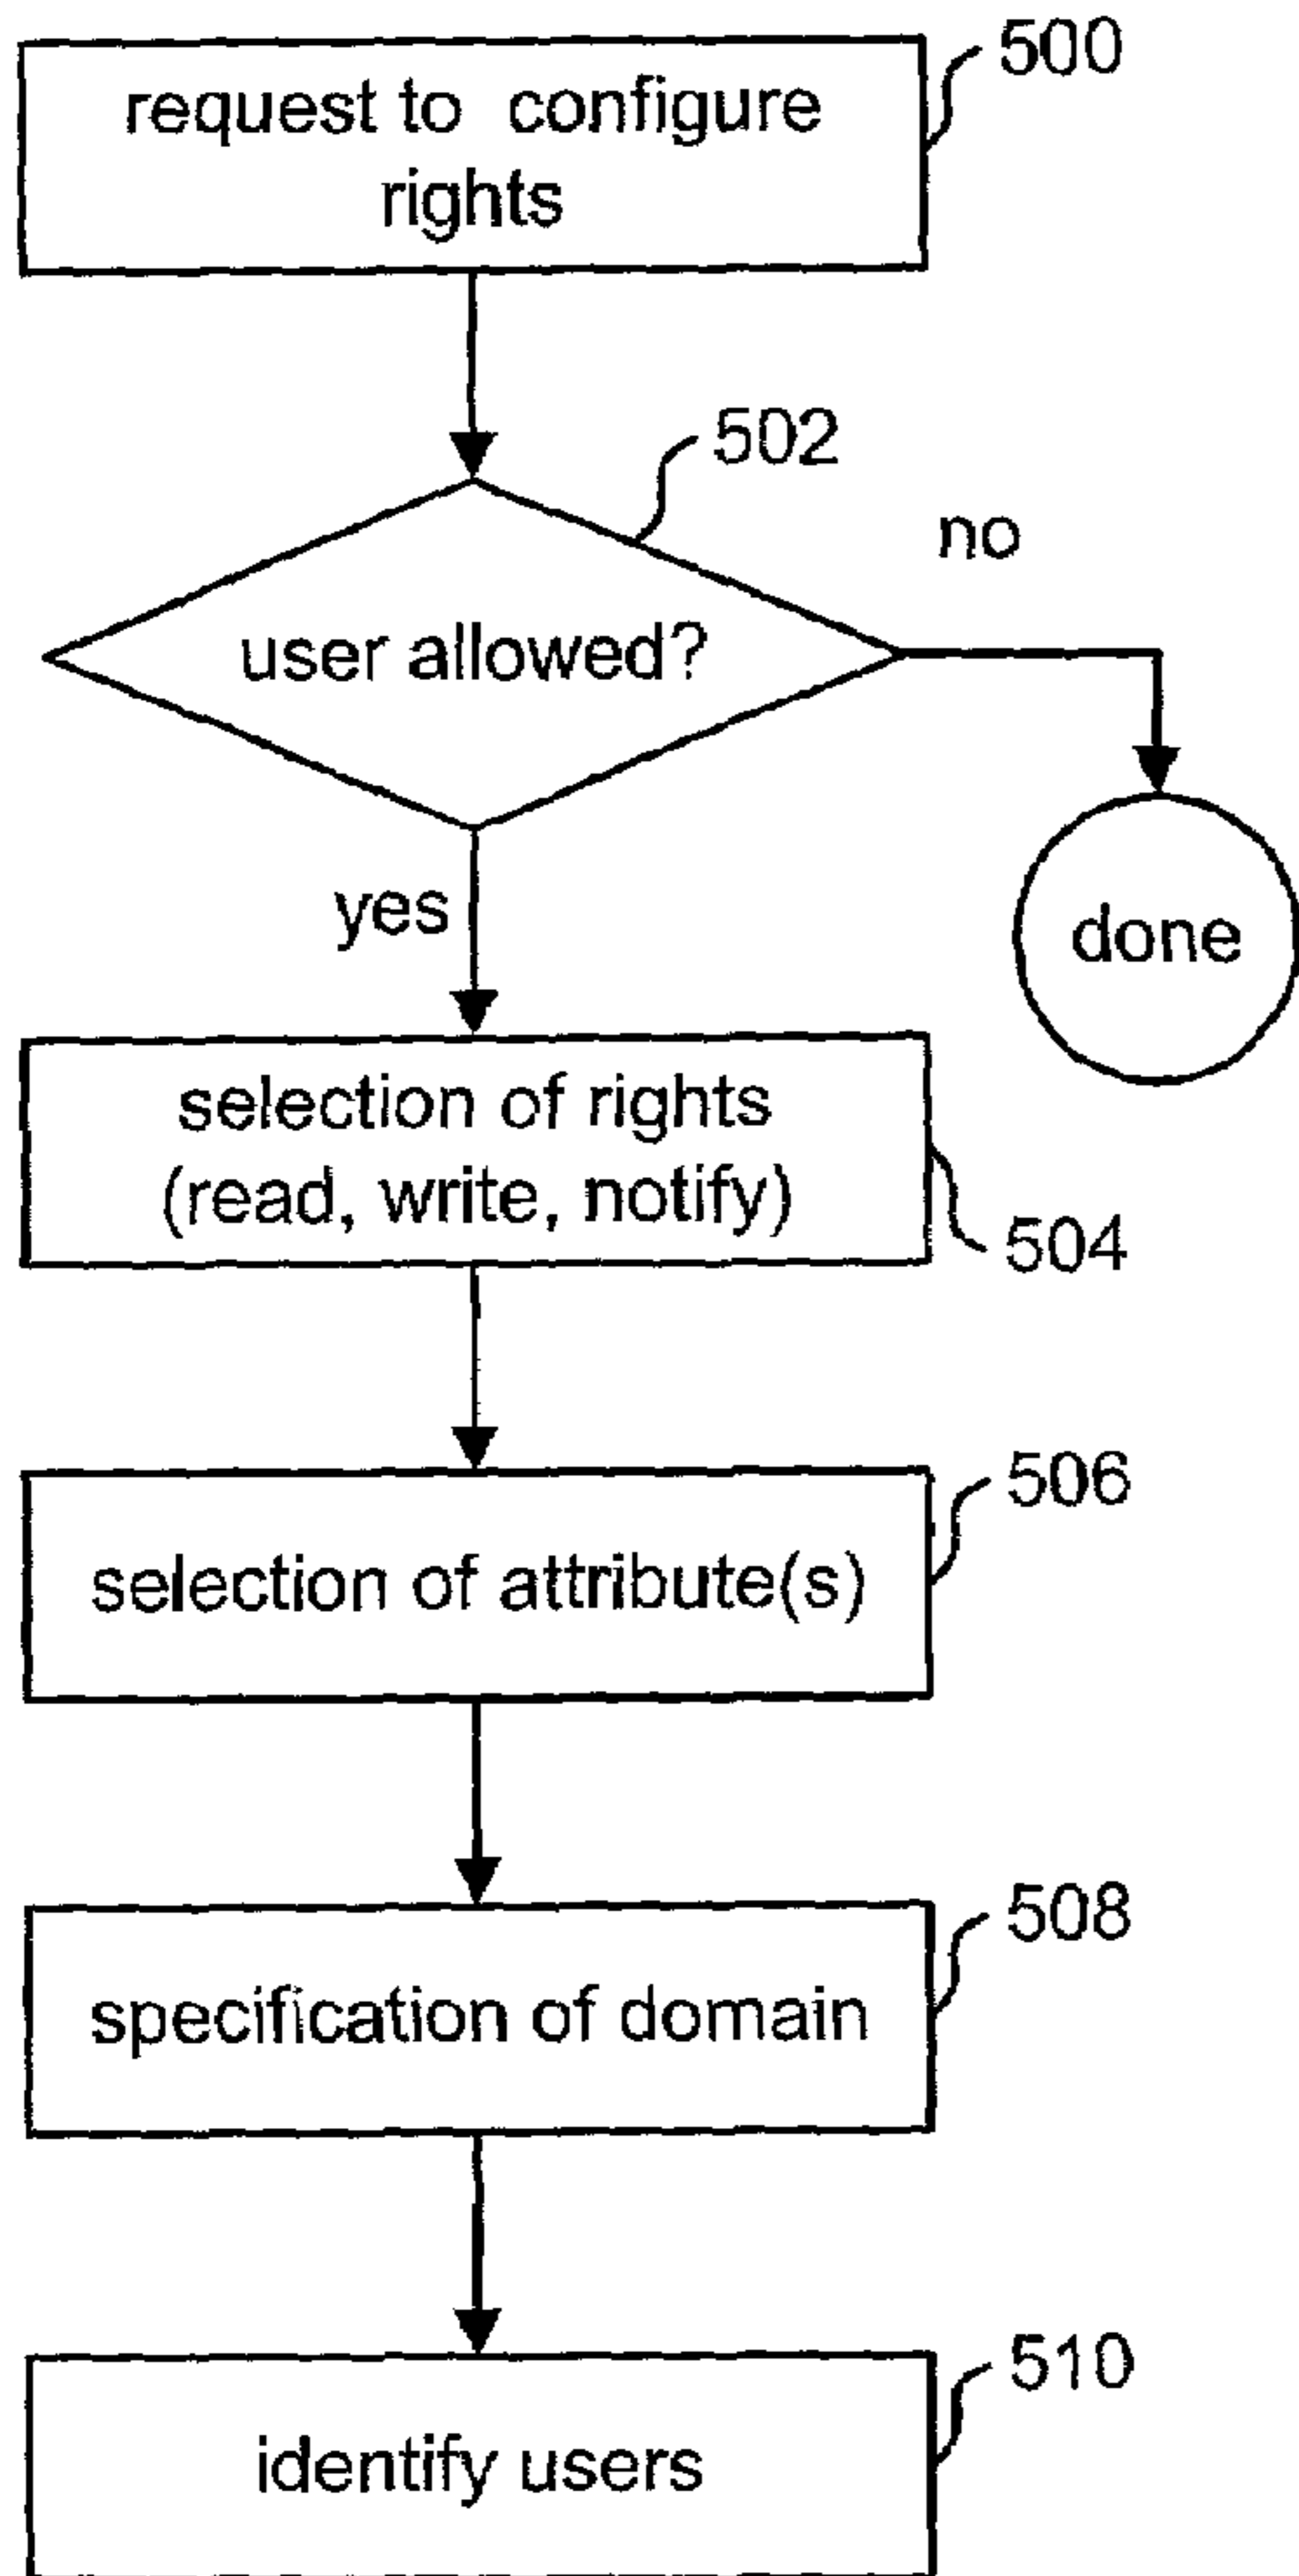 request to configure
rights
500
502
no
user allowed?
yes
done
selection of rights
(read, write, notify)
504
506
selection of attribute(s)
508
specification of domain
510
identify users